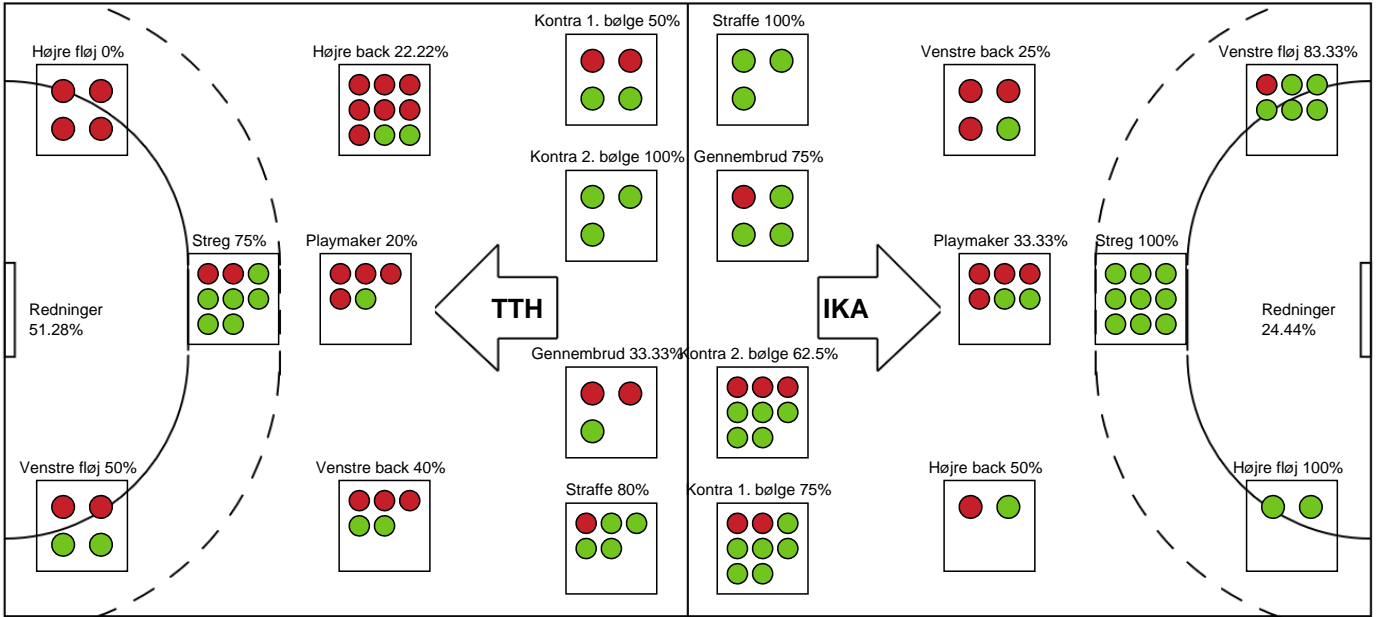 Kontra 1. bølge 50%
Straffe 100%
Højre fløj 0%
Højre back 22.22%
Venstre back 25%
Venstre fløj 83.33%
Kontra 2. bølge 100%
Gennembrud 75%
Streg 75%
Playmaker 20%
Playmaker 33.33%
Streg 100%
Redninger
51.28%
TTH
IKA
Redninger
24.44%
Gennembrud 33.33%
Kontra 2. bølge 62.5%
Venstre fløj 50%
Venstre back 40%
Straffe 80%
Kontra 1. bølge 75%
Højre back 50%
Højre fløj 100%